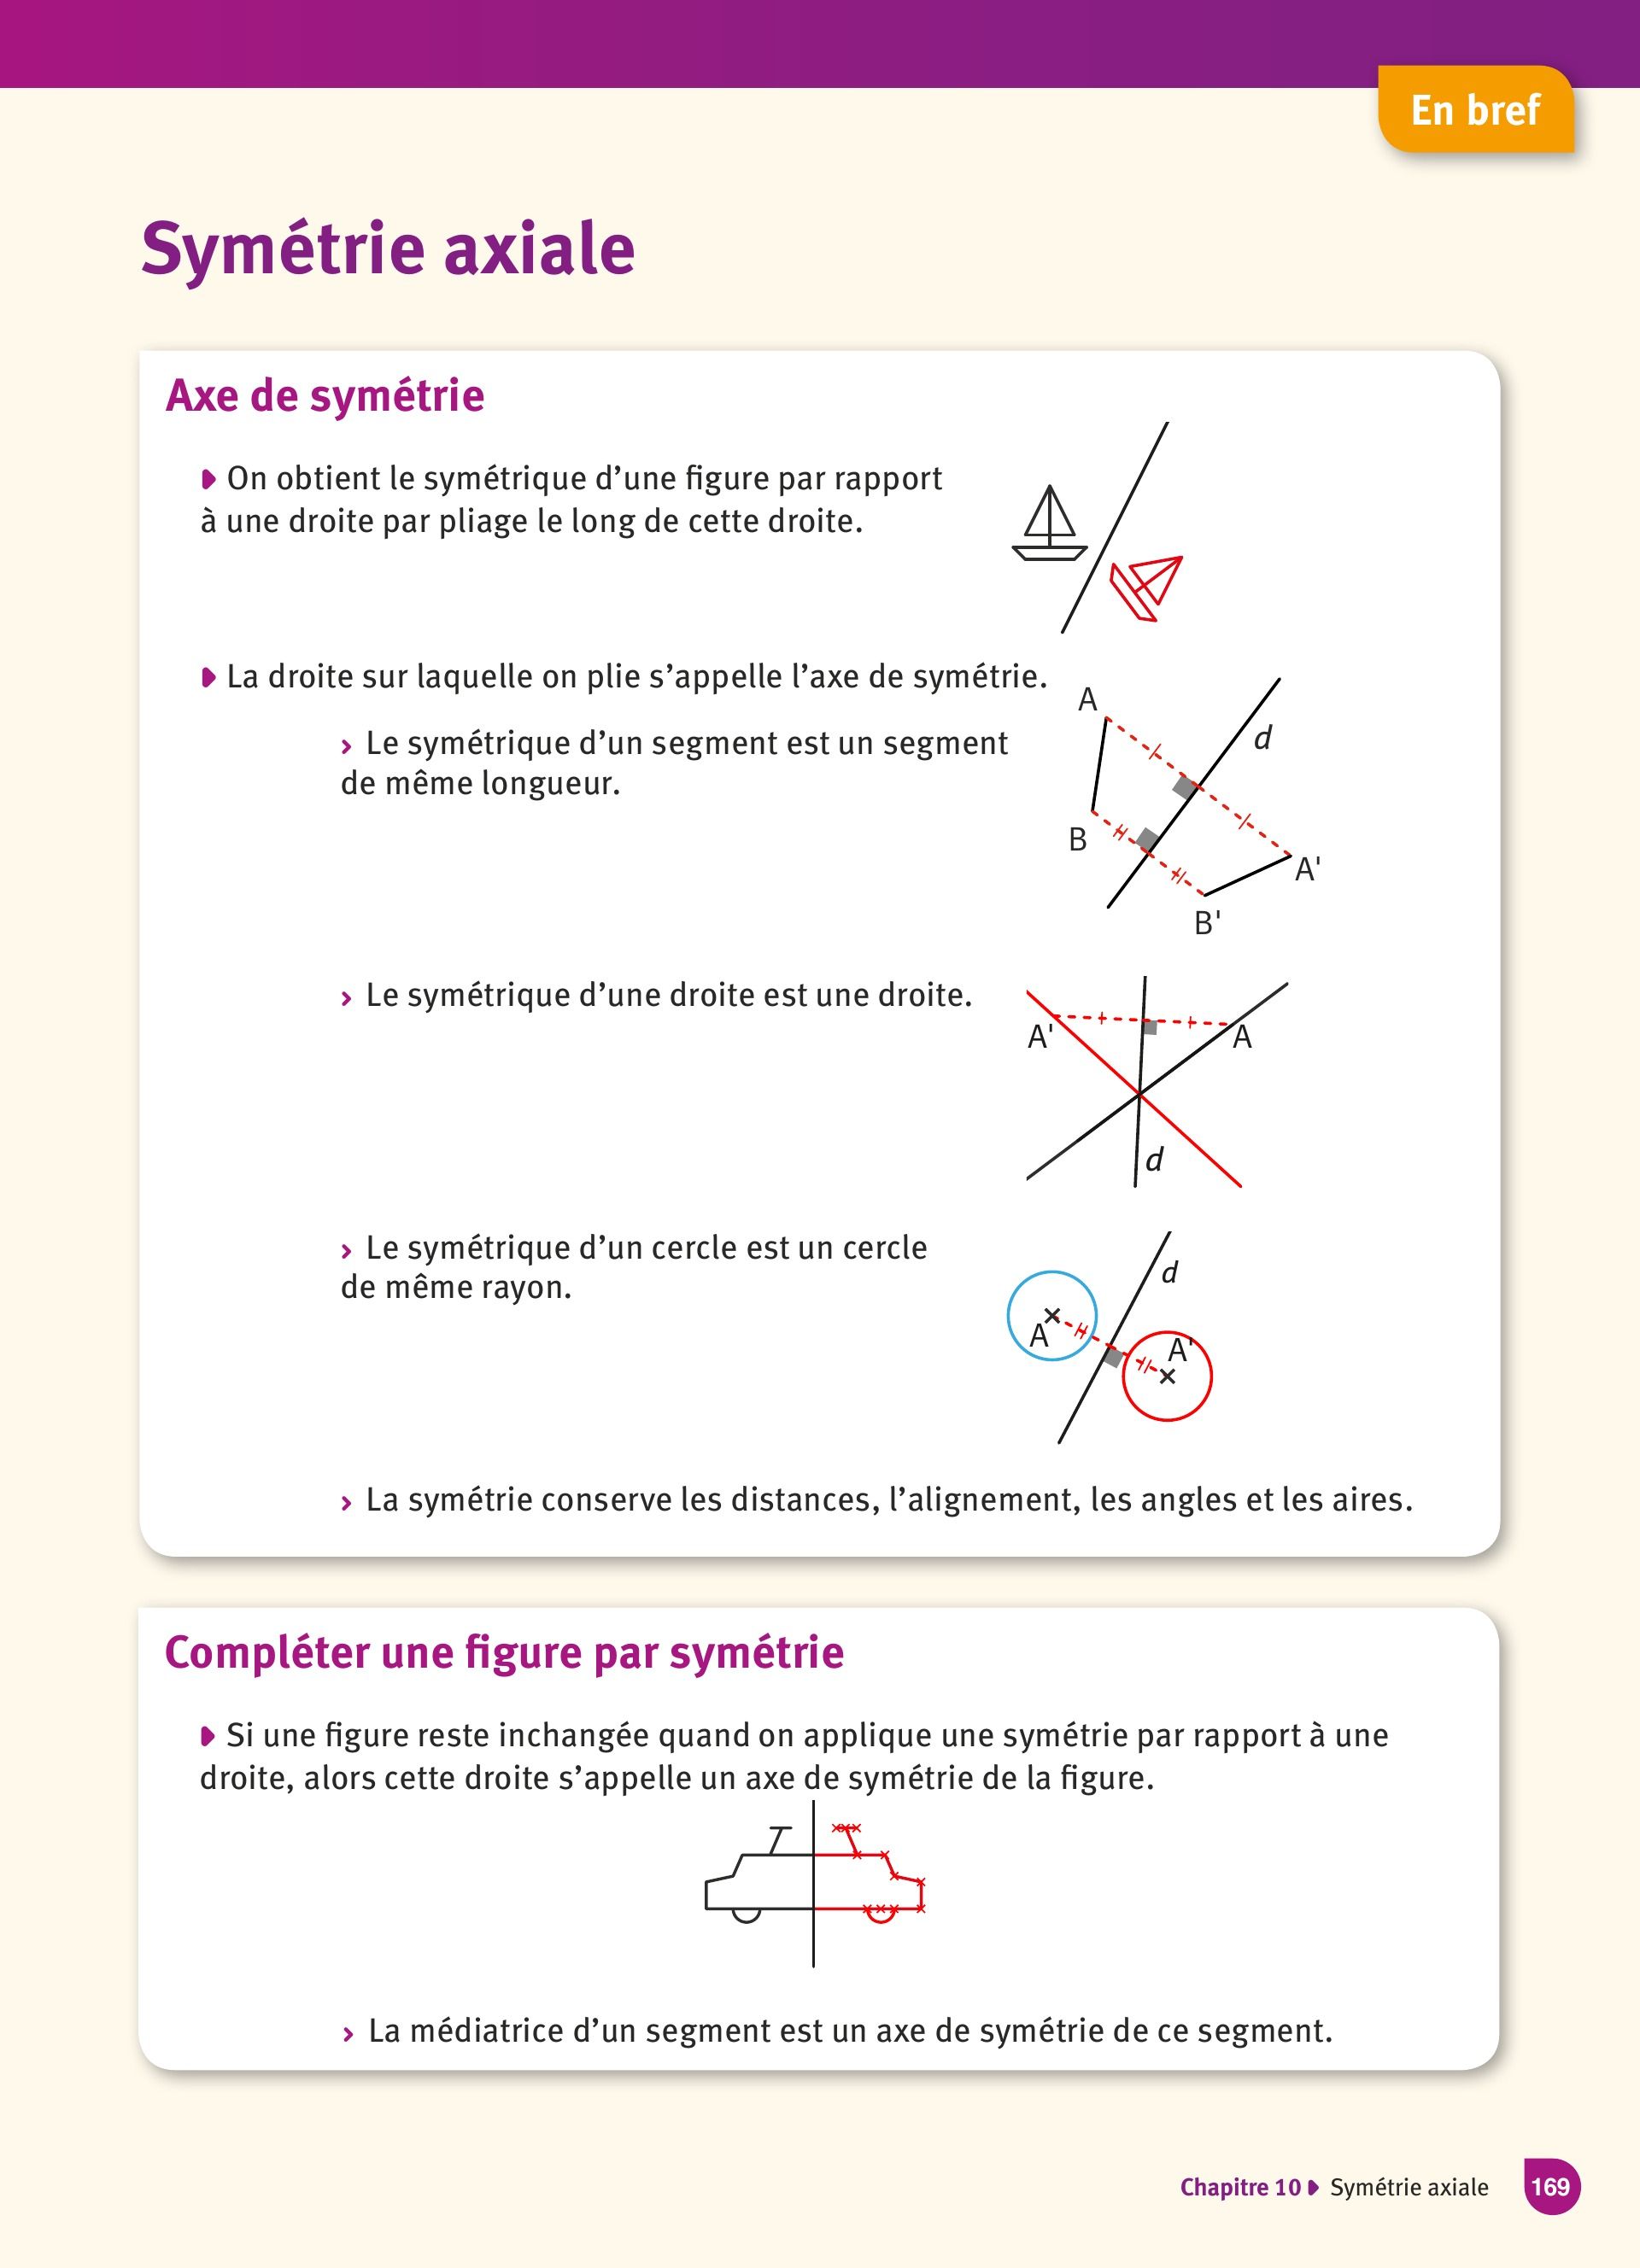 En bref
Symétrie axiale
Axe de symétrie
On obtient le symétrique d’une figure par rapport
à une droite par pliage le long de cette droite.
La droite sur laquelle on plie s’appelle l’axe de symétrie.
A
d
› Le symétrique d’un segment est un segment
de même longueur.
B
A'
B'
› Le symétrique d’une droite est une droite.
A'
A
d
› Le symétrique d’un cercle est un cercle
de même rayon.
d
A
A'
› La symétrie conserve les distances, l’alignement, les angles et les aires.
Compléter une figure par symétrie
Si une figure reste inchangée quand on applique une symétrie par rapport à une
droite, alors cette droite s’appelle un axe de symétrie de la figure.
› La médiatrice d’un segment est un axe de symétrie de ce segment.
Chapitre 10 Symétrie axiale 169